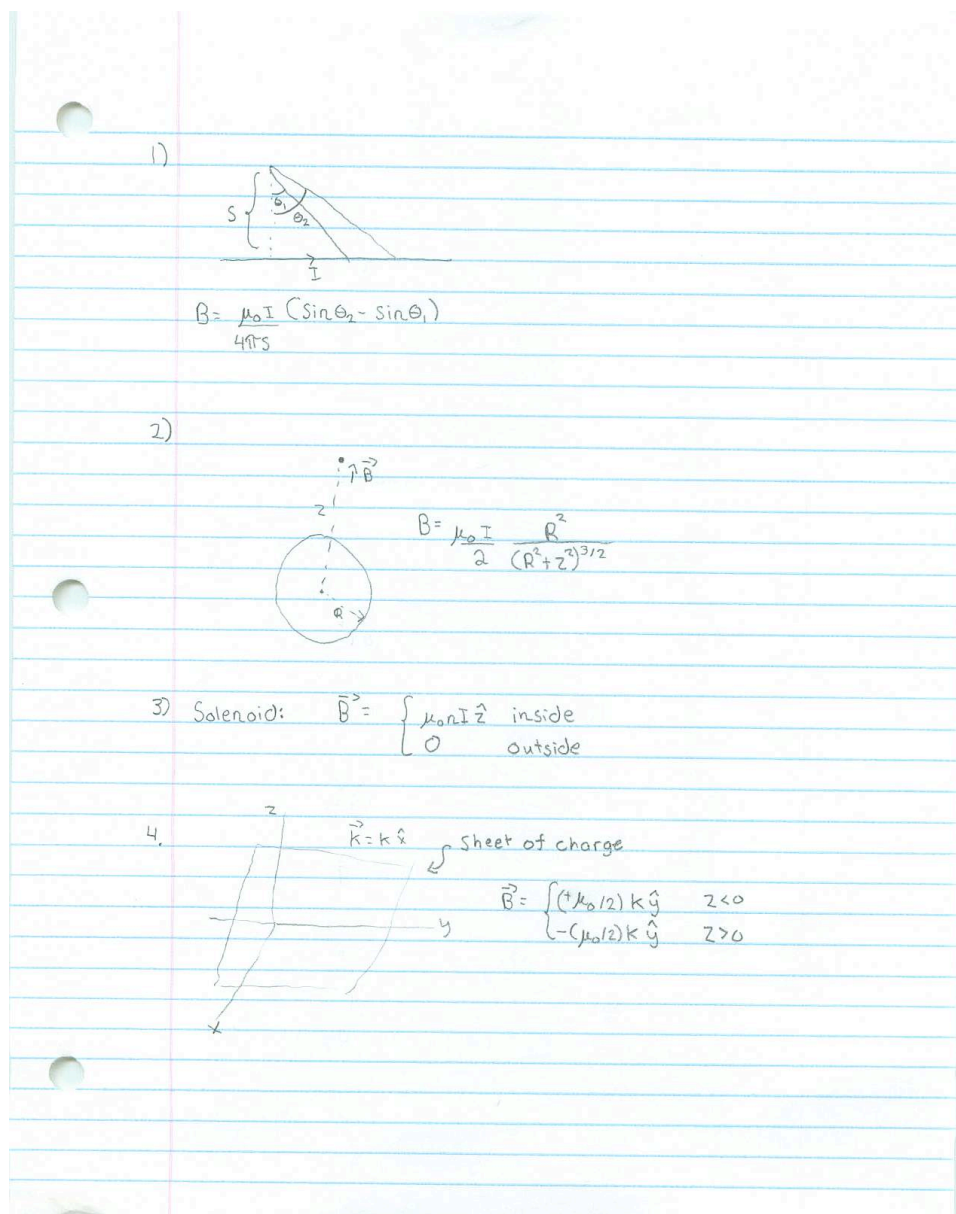 1)
S
θ₁
θ₂
I
B = μ₀I (Sinθ₂ - sinθ₁)
4πS
2)
B⃗
z
B = μ₀I R²
2 (R²+z²)^3/2
R
3) Solenoid: B⃗ = { μ₀nI ẑ inside
0 outside
z
4. K⃗ = K x̂ sheet of charge
B⃗ = { (+μ₀/2) K ŷ z<0
-(μ₀/2) K ŷ z>0
y
x